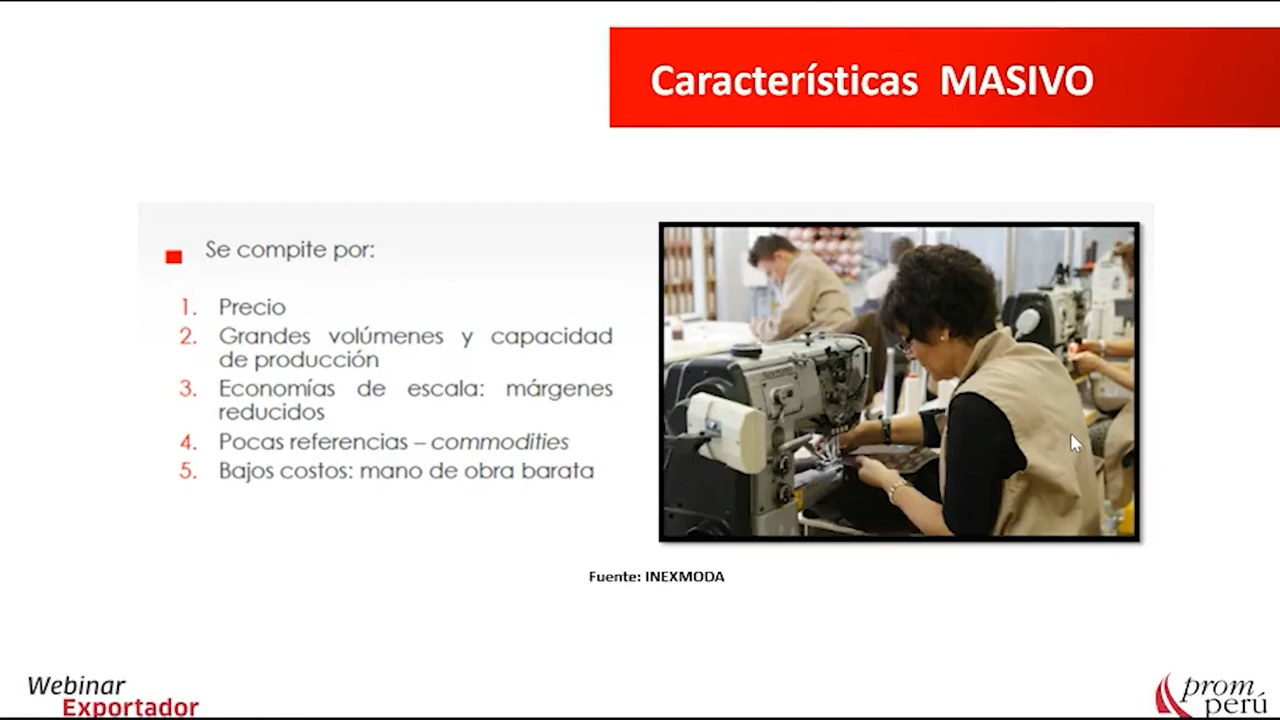 Características MASIVO
Se compite por:
1. Precio
2. Grandes volúmenes y capacidad
de producción
3. Economías de escala: márgenes
reducidos
4. Pocas referencias – commodities
5. Bajos costos: mano de obra barata
Fuente: INEXMODA
Webinar
Exportador
prom
perú